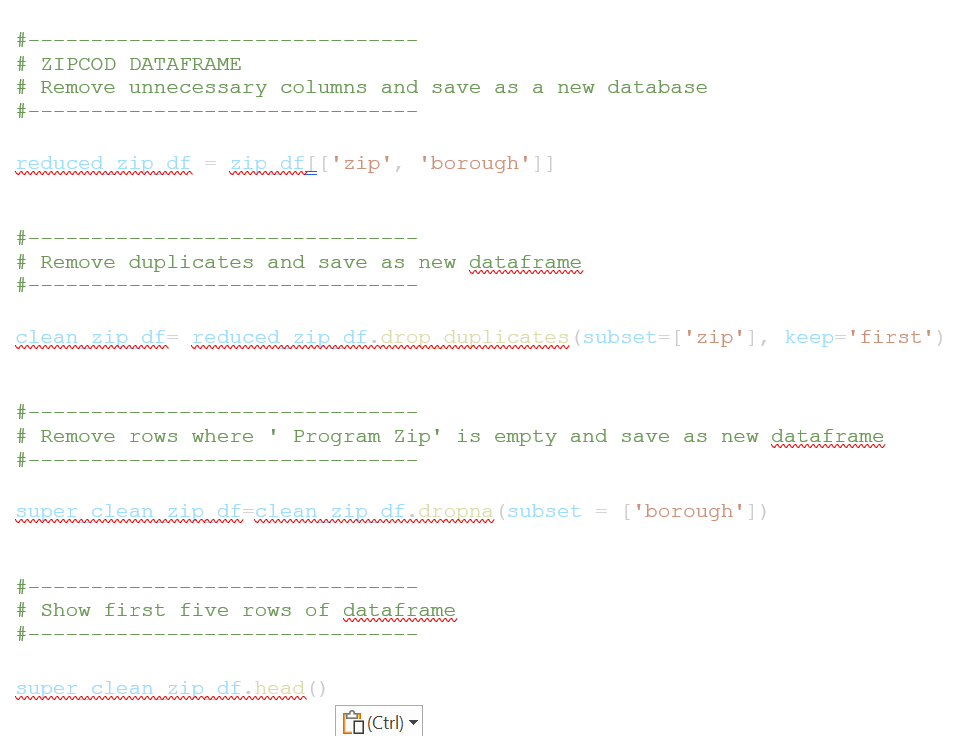 #-------------------------------
# ZIPCOD DATAFRAME
# Remove unnecessary columns and save as a new database
#-------------------------------
reduced_zip_df = zip_df[['zip', 'borough']]
#-------------------------------
# Remove duplicates and save as new dataframe
#-------------------------------
clean_zip_df= reduced_zip_df.drop_duplicates(subset=['zip'], keep='first')
#-------------------------------
# Remove rows where ' Program Zip' is empty and save as new dataframe
#-------------------------------
super_clean_zip_df=clean_zip_df.dropna(subset = ['borough'])
#-------------------------------
# Show first five rows of dataframe
#-------------------------------
super_clean_zip_df.head()
(Ctrl)